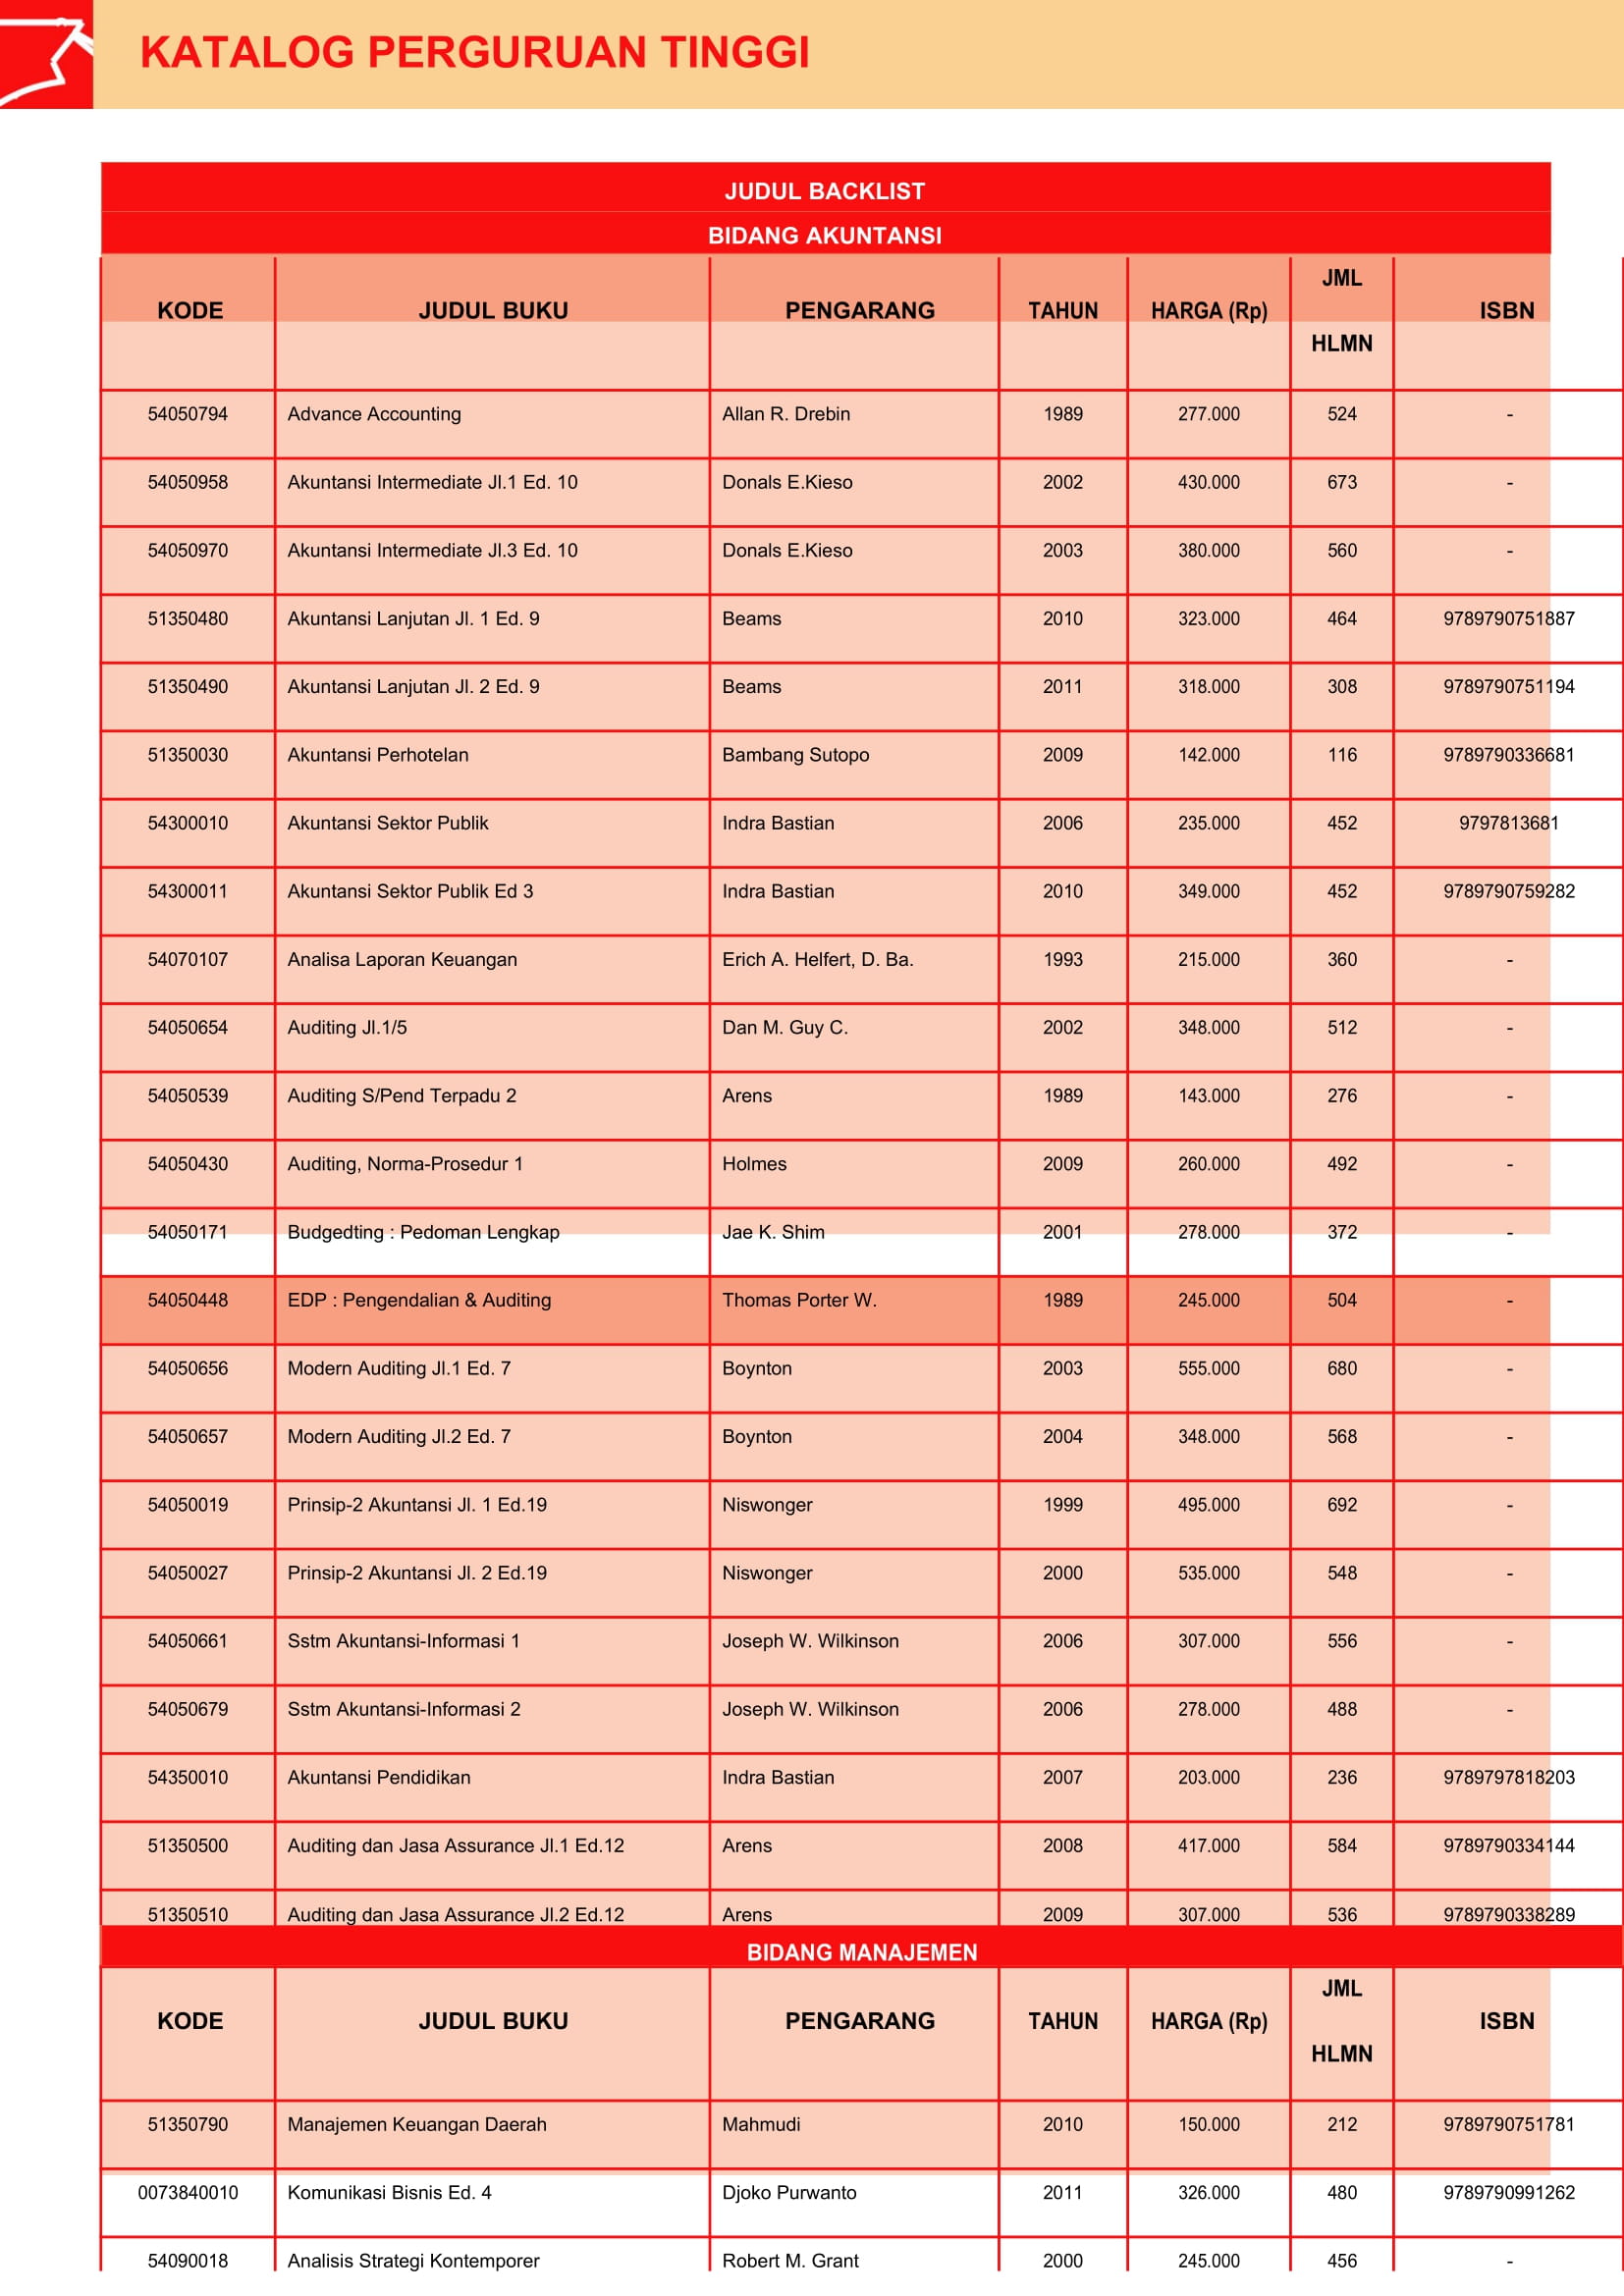 KATALOG PERGURUAN TINGGI
JUDUL BACKLIST
BIDANG AKUNTANSI
KODE JUDUL BUKU PENGARANG TAHUN HARGA (Rp) JML HLMN ISBN
54050794 Advance Accounting Allan R. Drebin 1989 277.000 524 -
54050958 Akuntansi Intermediate Jl.1 Ed. 10 Donals E.Kieso 2002 430.000 673 -
54050970 Akuntansi Intermediate Jl.3 Ed. 10 Donals E.Kieso 2003 380.000 560 -
51350480 Akuntansi Lanjutan Jl. 1 Ed. 9 Beams 2010 323.000 464 9789790751887
51350490 Akuntansi Lanjutan Jl. 2 Ed. 9 Beams 2011 318.000 308 9789790751194
51350030 Akuntansi Perhotelan Bambang Sutopo 2009 142.000 116 9789790336681
54300010 Akuntansi Sektor Publik Indra Bastian 2006 235.000 452 9797813681
54300011 Akuntansi Sektor Publik Ed 3 Indra Bastian 2010 349.000 452 9789790759282
54070107 Analisa Laporan Keuangan Erich A. Helfert, D. Ba. 1993 215.000 360 -
54050654 Auditing Jl.1/5 Dan M. Guy C. 2002 348.000 512 -
54050539 Auditing S/Pend Terpadu 2 Arens 1989 143.000 276 -
54050430 Auditing, Norma-Prosedur 1 Holmes 2009 260.000 492 -
54050171 Budgedting : Pedoman Lengkap Jae K. Shim 2001 278.000 372 -
54050448 EDP : Pengendalian & Auditing Thomas Porter W. 1989 245.000 504 -
54050656 Modern Auditing Jl.1 Ed. 7 Boynton 2003 555.000 680 -
54050657 Modern Auditing Jl.2 Ed. 7 Boynton 2004 348.000 568 -
54050019 Prinsip-2 Akuntansi Jl. 1 Ed.19 Niswonger 1999 495.000 692 -
54050027 Prinsip-2 Akuntansi Jl. 2 Ed.19 Niswonger 2000 535.000 548 -
54050661 Sstm Akuntansi-Informasi 1 Joseph W. Wilkinson 2006 307.000 556 -
54050679 Sstm Akuntansi-Informasi 2 Joseph W. Wilkinson 2006 278.000 488 -
54350010 Akuntansi Pendidikan Indra Bastian 2007 203.000 236 9789797818203
51350500 Auditing dan Jasa Assurance Jl.1 Ed.12 Arens 2008 417.000 584 9789790334144
51350510 Auditing dan Jasa Assurance Jl.2 Ed.12 Arens 2009 307.000 536 9789790338289
BIDANG MANAJEMEN
KODE JUDUL BUKU PENGARANG TAHUN HARGA (Rp) JML HLMN ISBN
51350790 Manajemen Keuangan Daerah Mahmudi 2010 150.000 212 9789790751781
0073840010 Komunikasi Bisnis Ed. 4 Djoko Purwanto 2011 326.000 480 9789790991262
54090018 Analisis Strategi Kontemporer Robert M. Grant 2000 245.000 456 -